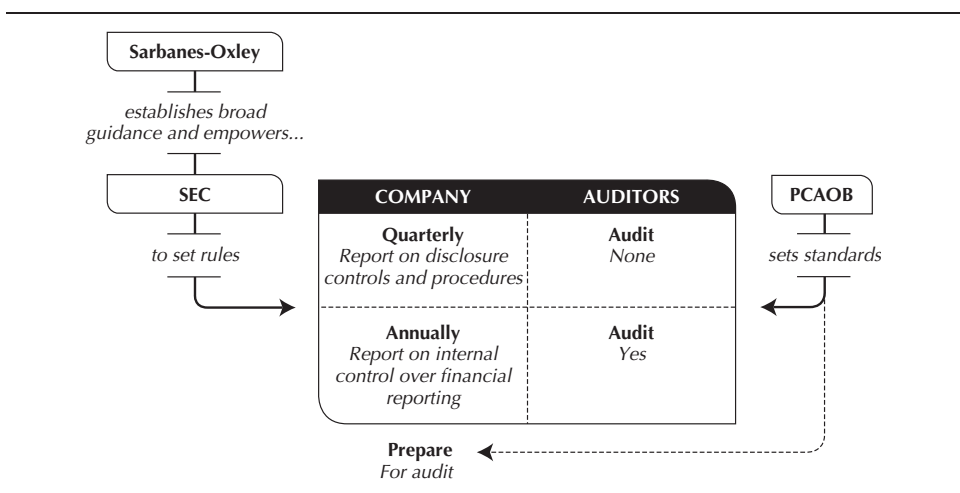 Sarbanes-Oxley
establishes broad
guidance and empowers...
SEC
to set rules
COMPANY
AUDITORS
Quarterly
Report on disclosure
controls and procedures
Audit
None
Annually
Report on internal
control over financial
reporting
Audit
Yes
PCAOB
sets standards
Prepare
For audit